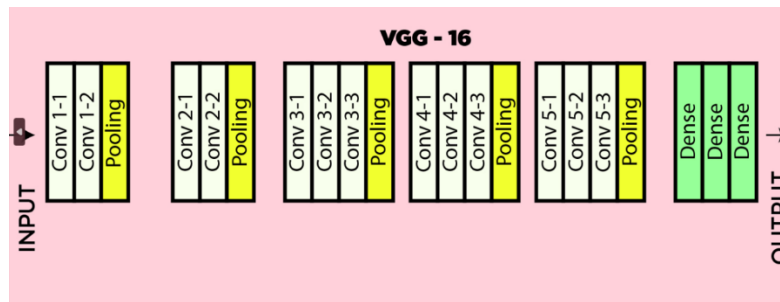 VGG - 16
INPUT
Conv 1-1
Conv 1-2
Pooling
Conv 2-1
Conv 2-2
Pooling
Conv 3-1
Conv 3-2
Conv 3-3
Pooling
Conv 4-1
Conv 4-2
Conv 4-3
Pooling
Conv 5-1
Conv 5-2
Conv 5-3
Pooling
Dense
Dense
Dense
OUTPUT